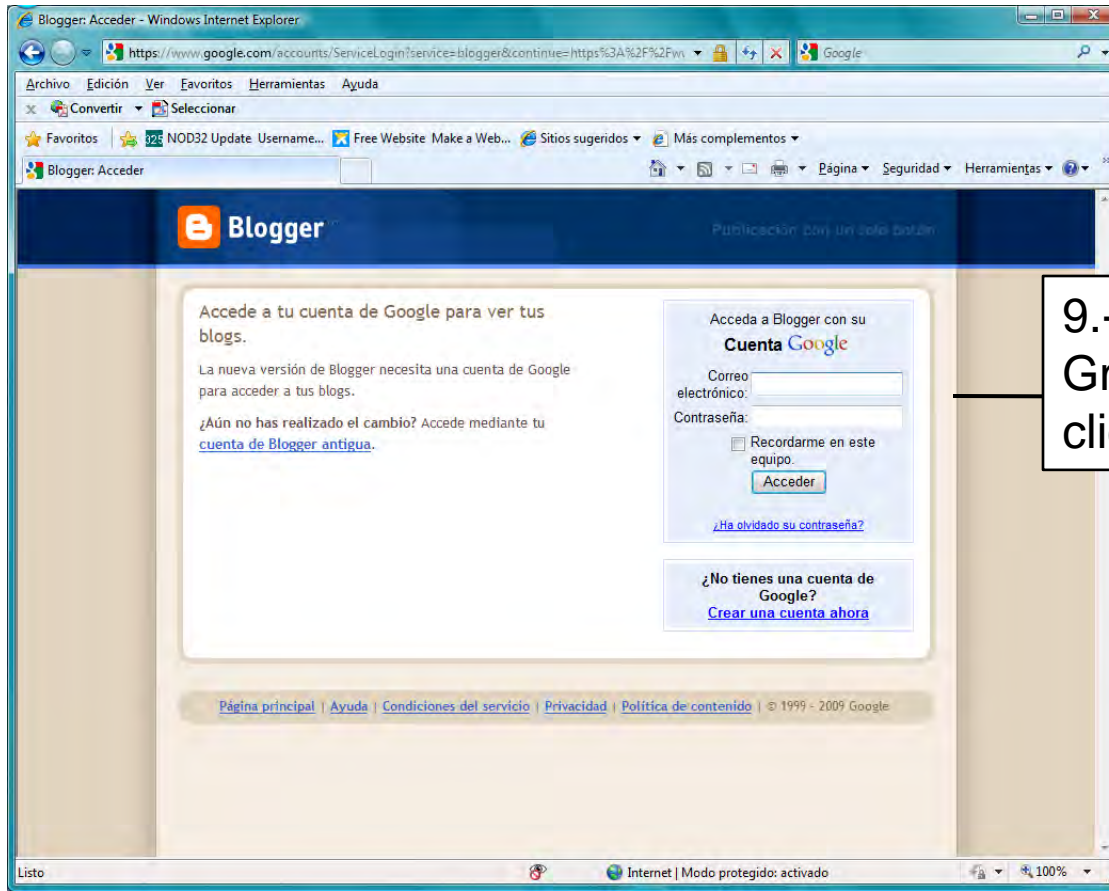 Blogger: Acceder - Windows Internet Explorer
https://www.google.com/accounts/ServiceLogin?service=blogger&continue=https%3A%2F%2Fwv
Google
Archivo Edición Ver Favoritos Herramientas Ayuda
x Convertir Seleccionar
Favoritos NOD32 Update Username... Free Website Make a Web... Sitios sugeridos Más complementos
Blogger: Acceder
Página Seguridad Herramientas
Blogger
Publicación con un solo botón
Accede a tu cuenta de Google para ver tus
blogs.
La nueva versión de Blogger necesita una cuenta de Google
para acceder a tus blogs.
¿Aún no has realizado el cambio? Accede mediante tu
cuenta de Blogger antigua.
Acceda a Blogger con su
Cuenta Google
Correo
electrónico:
Contraseña:
Recordarme en este
equipo.
Acceder
¿Ha olvidado su contraseña?
¿No tienes una cuenta de
Google?
Crear una cuenta ahora
9.-
Gr
cli
Página principal | Ayuda | Condiciones del servicio | Privacidad | Política de contenido | © 1999 - 2009 Google
Listo
Internet | Modo protegido: activado
100%